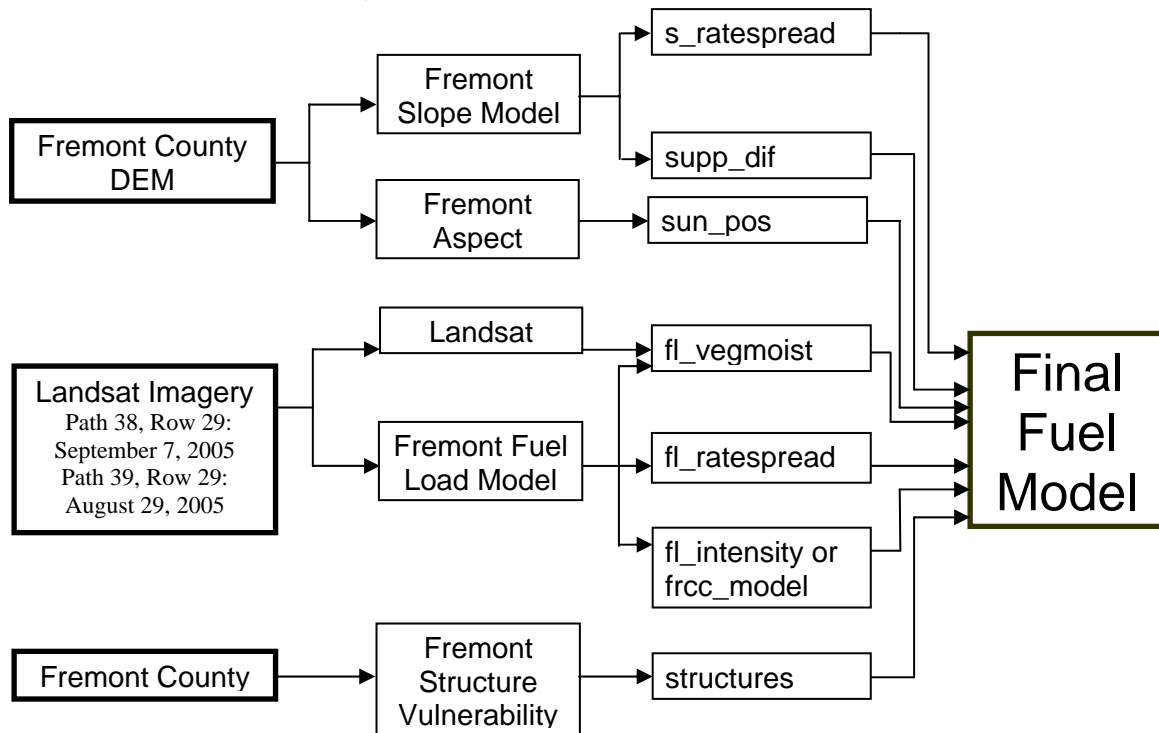 Fremont County
DEM
Fremont
Slope Model
Fremont
Aspect
s_ratespread
supp_dif
sun_pos
Landsat Imagery
Path 38, Row 29:
September 7, 2005
Path 39, Row 29:
August 29, 2005
Landsat
Fremont Fuel
Load Model
fl_vegmoist
fl_ratespread
fl_intensity or
frcc_model
Fremont County
Fremont
Structure
Vulnerability
structures
Final
Fuel
Model